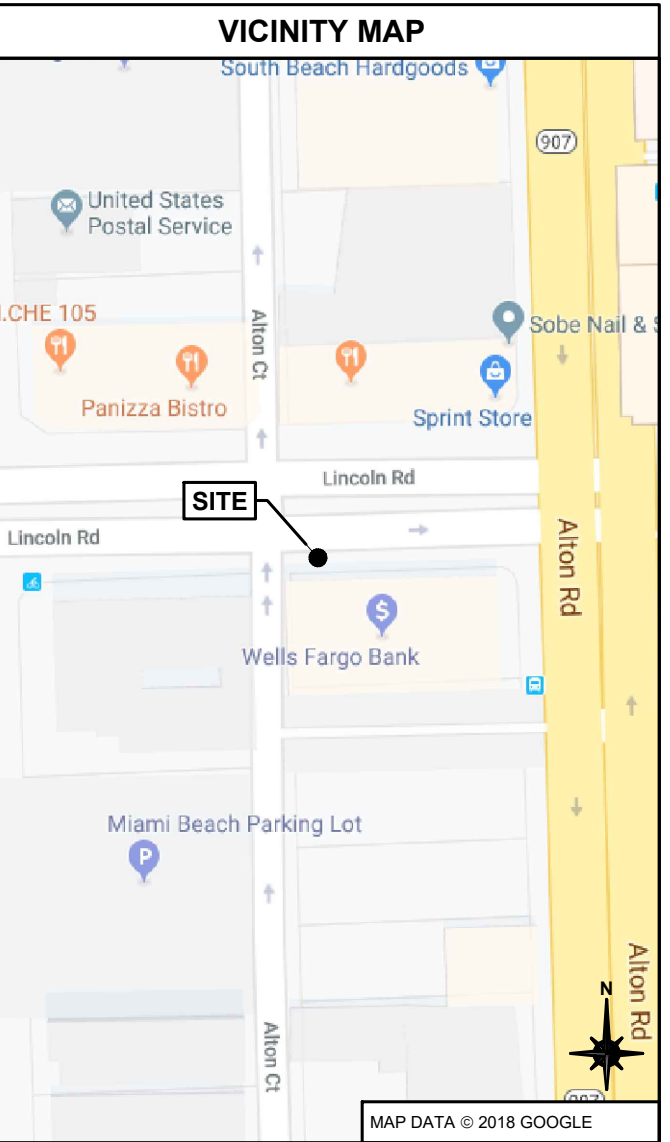 VICINITY MAP
South Beach Hardgoods
907
United States
Postal Service
.CHE 105
Alton Ct
Sobe Nail &
Panizza Bistro
Sprint Store
Lincoln Rd
SITE
Lincoln Rd
Alton Rd
$
Wells Fargo Bank
Miami Beach Parking Lot
P
Alton Rd
N
Alton Ct
MAP DATA © 2018 GOOGLE